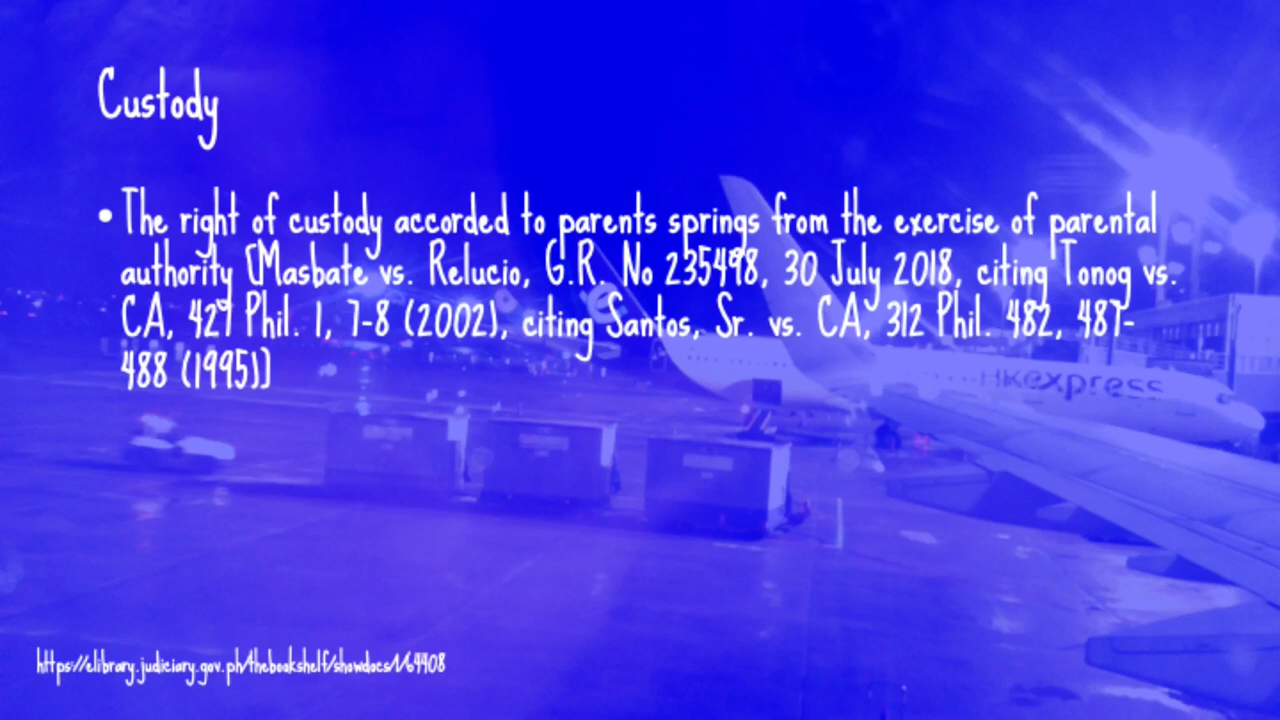 Custody
• The right of custody accorded to parents springs from the exercise of parental
authority [Masbate vs. Relucio, G.R. No 235498, 30 July 2018, citing Tonog vs.
CA, 427 Phil. 1, 7-8 (2002), citing Santos, Sr. vs. CA, 312 Phil. 482, 487-
488 (1995)]
HKexpress
https://elibrary.judiciary.gov.ph/thebookshelf/showdocs/1/64408